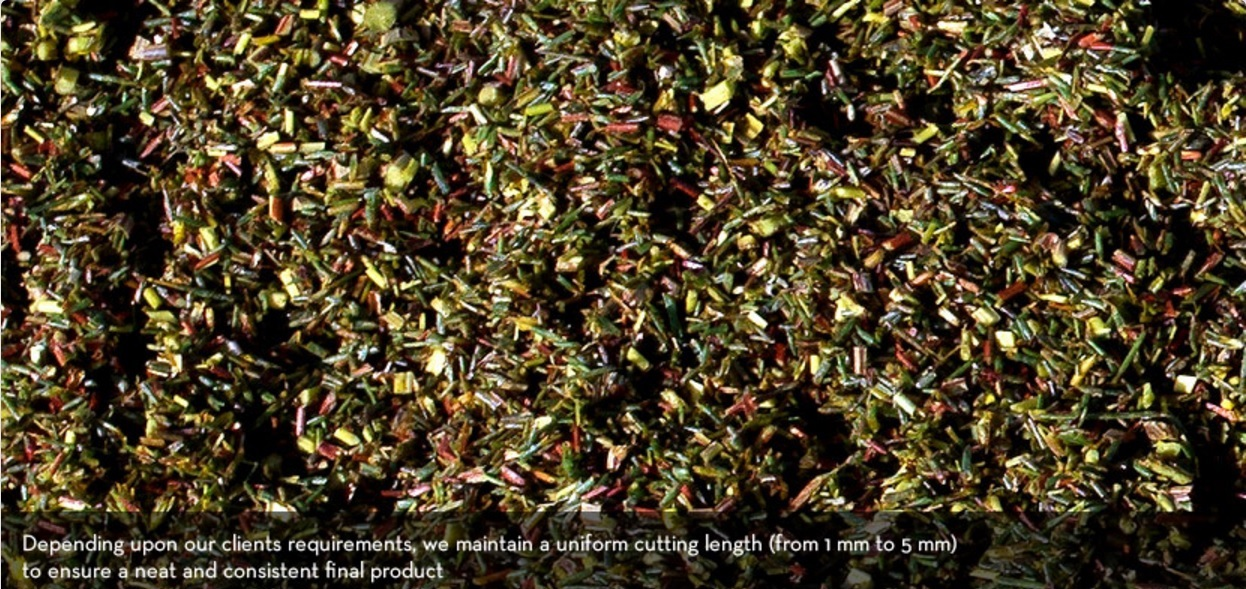 Depending upon our clients requirements, we maintain a uniform cutting length (from 1 mm to 5 mm)
to ensure a neat and consistent final product